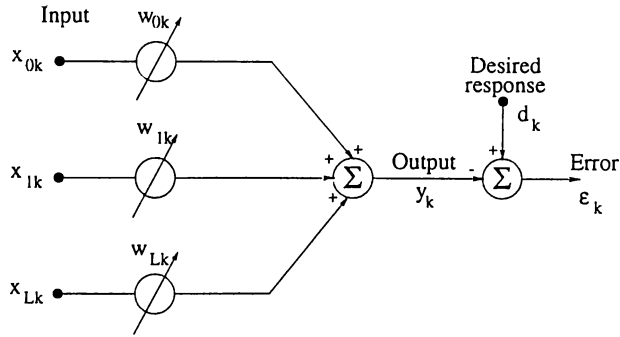 Input
w0k
x0k
Desired
response
dk
w1k
x1k
+
+
+
Σ
Output
yk
-
+
Σ
Error
εk
wLk
xLk